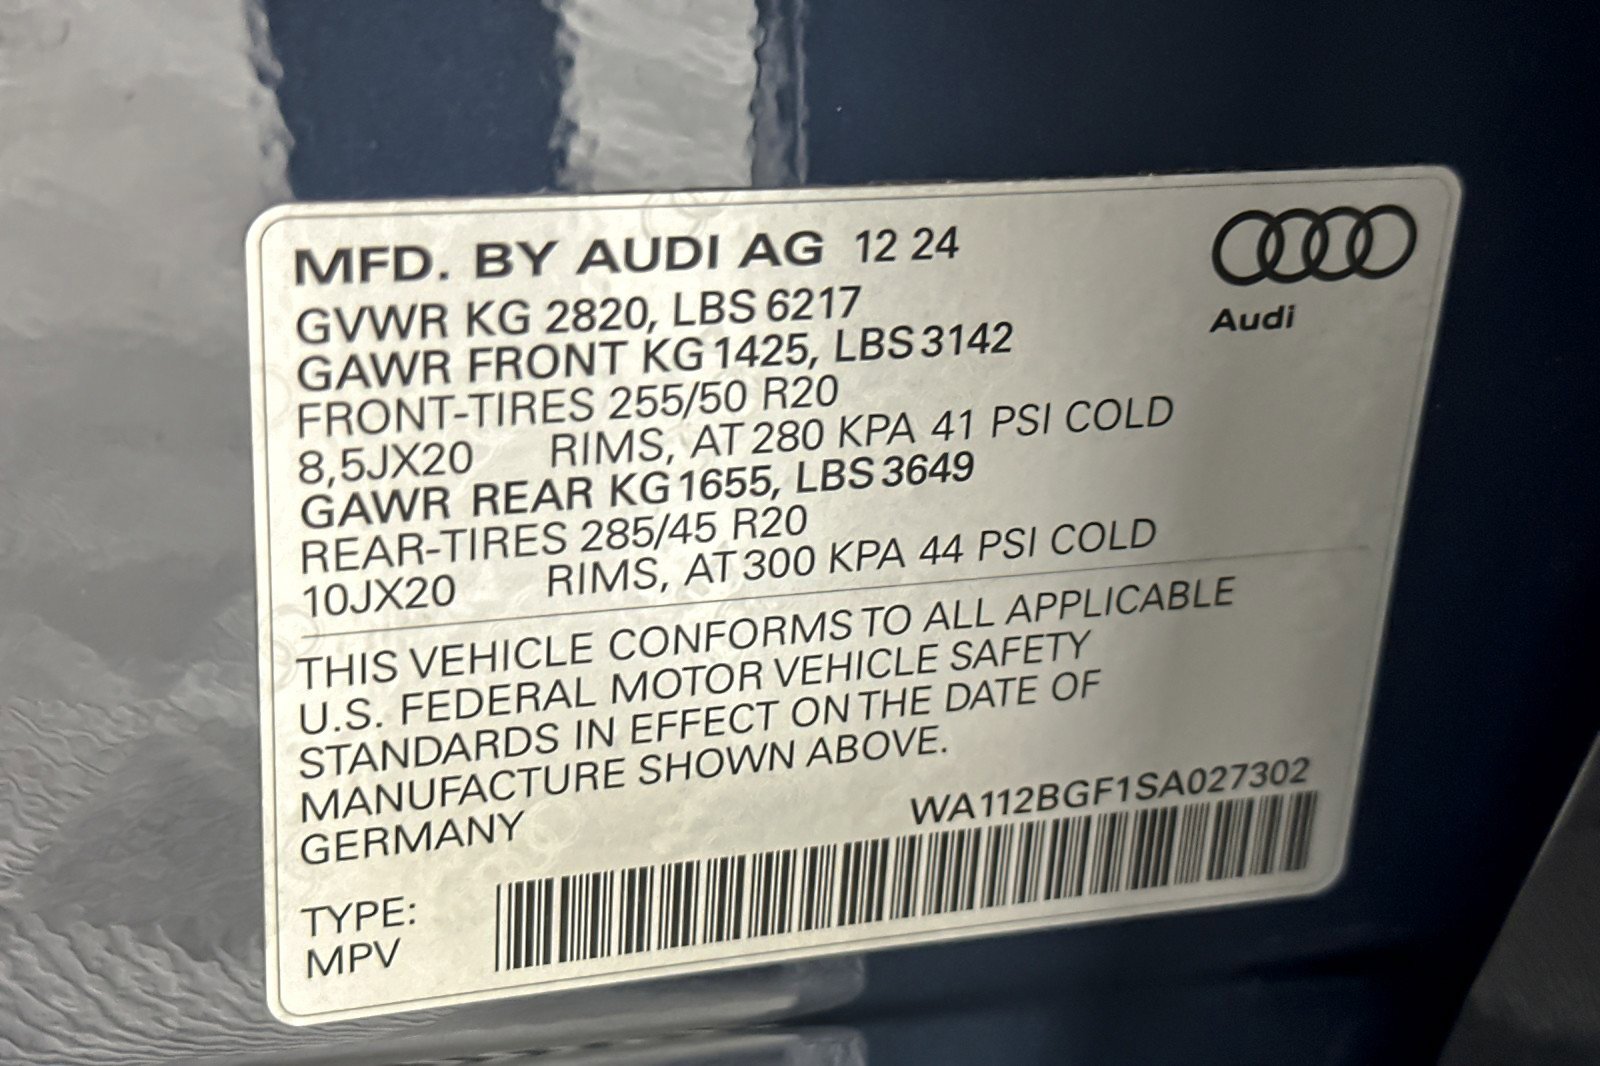 MFD. BY AUDI AG 12 24
GVWR KG 2820, LBS 6217
GAWR FRONT KG 1425, LBS 3142
FRONT-TIRES 255/50 R20
8,5JX20 RIMS, AT 280 KPA 41 PSI COLD
GAWR REAR KG 1655, LBS 3649
REAR-TIRES 285/45 R20
10JX20 RIMS, AT 300 KPA 44 PSI COLD
Audi
THIS VEHICLE CONFORMS TO ALL APPLICABLE
U.S. FEDERAL MOTOR VEHICLE SAFETY
STANDARDS IN EFFECT ON THE DATE OF
MANUFACTURE SHOWN ABOVE.
GERMANY
WA112BGF1SA027302
TYPE:
MPV